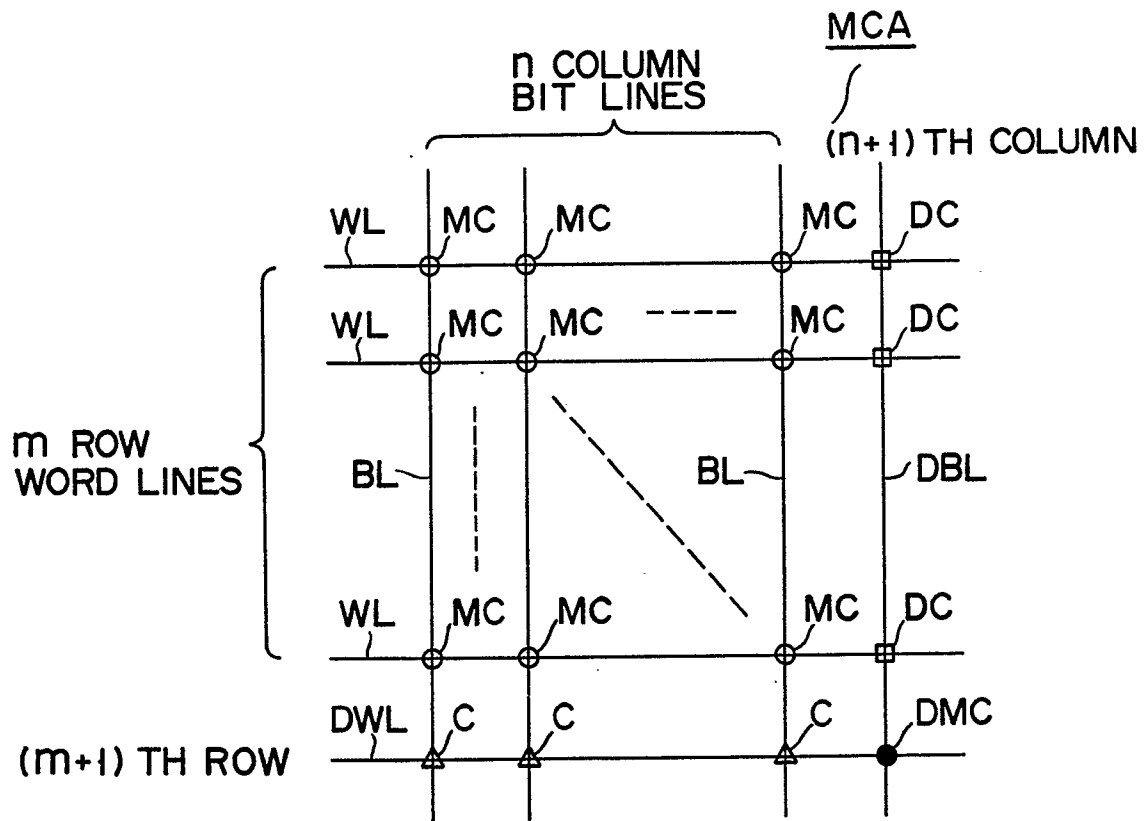 MCA
n COLUMN
BIT LINES
(n+1) TH COLUMN
WL MC MC MC DC
WL MC MC MC DC
m ROW
WORD LINES
BL BL DBL
WL MC MC MC DC
DWL C C C DMC
(m+1) TH ROW